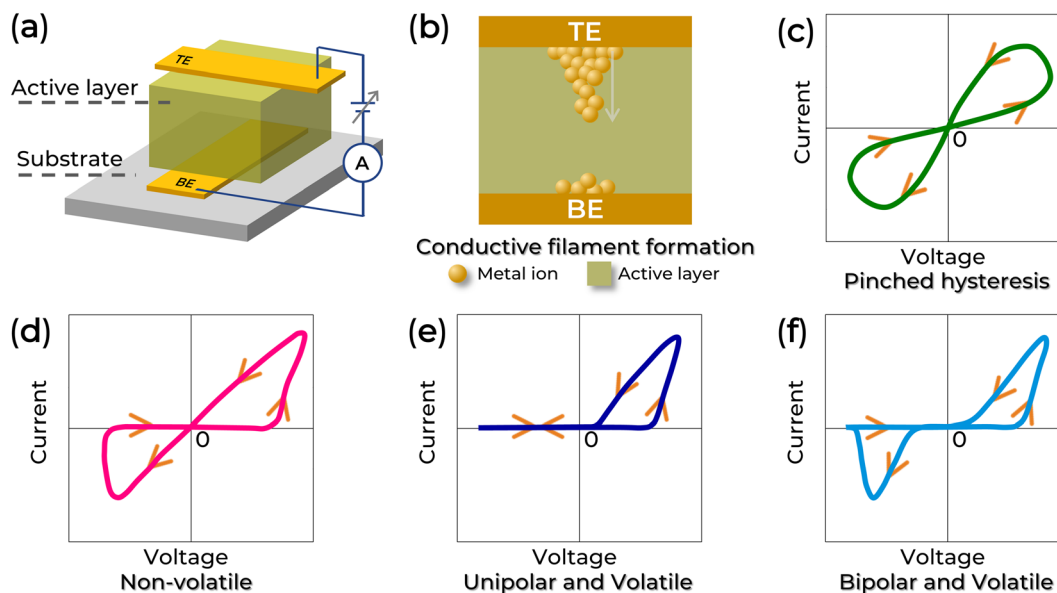 (a)
TE
Active layer
Substrate
BE
A
(b)
TE
BE
Conductive filament formation
Metal ion
Active layer
(c)
Current
0
Voltage
Pinched hysteresis
(d)
Current
0
Voltage
Non-volatile
(e)
Current
0
Voltage
Unipolar and Volatile
(f)
Current
0
Voltage
Bipolar and Volatile